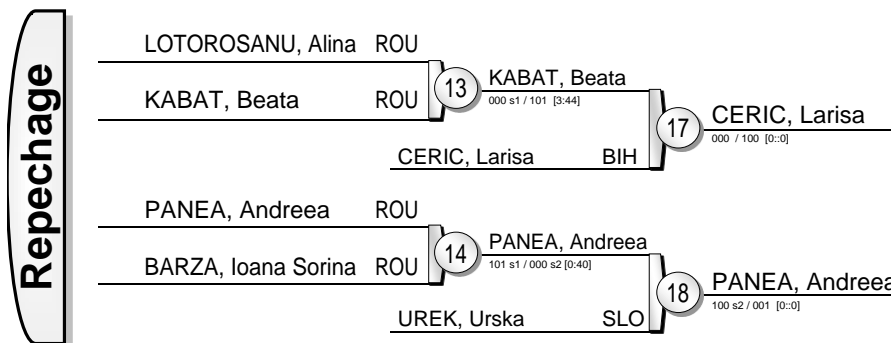 Repechage
LOTOROSANU, Alina ROU
KABAT, Beata ROU
13
KABAT, Beata
000 s1 / 101 [3:44]
CERIC, Larisa BIH
17
CERIC, Larisa
000 / 100 [0::0]
PANEA, Andreea ROU
BARZA, Ioana Sorina ROU
14
PANEA, Andreea
101 s1 / 000 s2 [0:40]
UREK, Urska SLO
18
PANEA, Andreea
100 s2 / 001 [0::0]